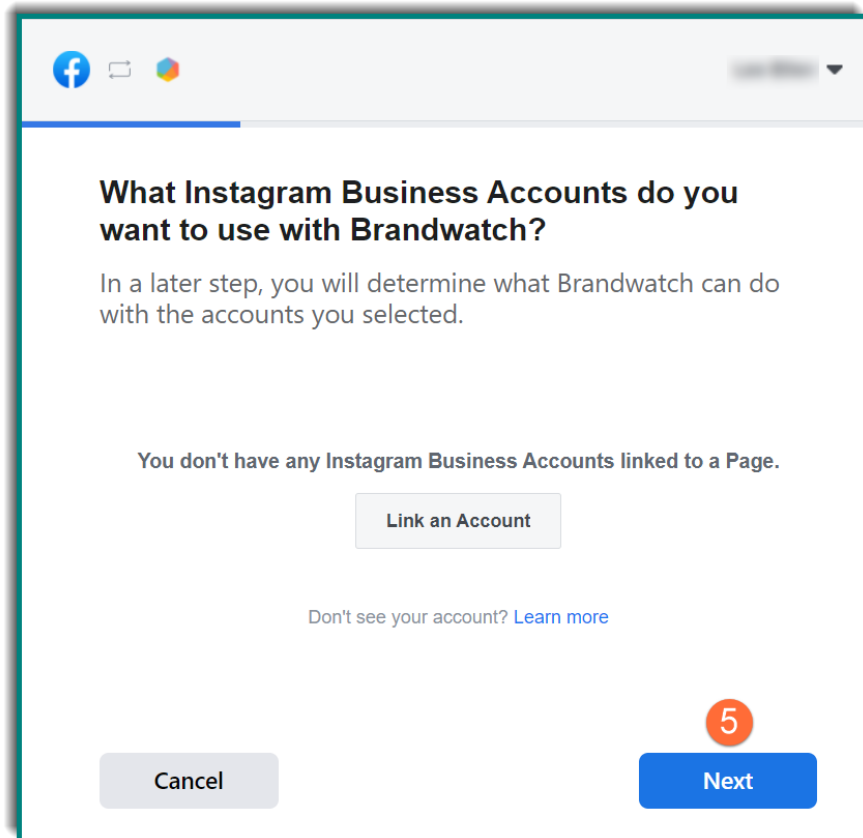 What Instagram Business Accounts do you
want to use with Brandwatch?
In a later step, you will determine what Brandwatch can do
with the accounts you selected.
You don't have any Instagram Business Accounts linked to a Page.
Link an Account
Don't see your account? Learn more
5
Cancel
Next